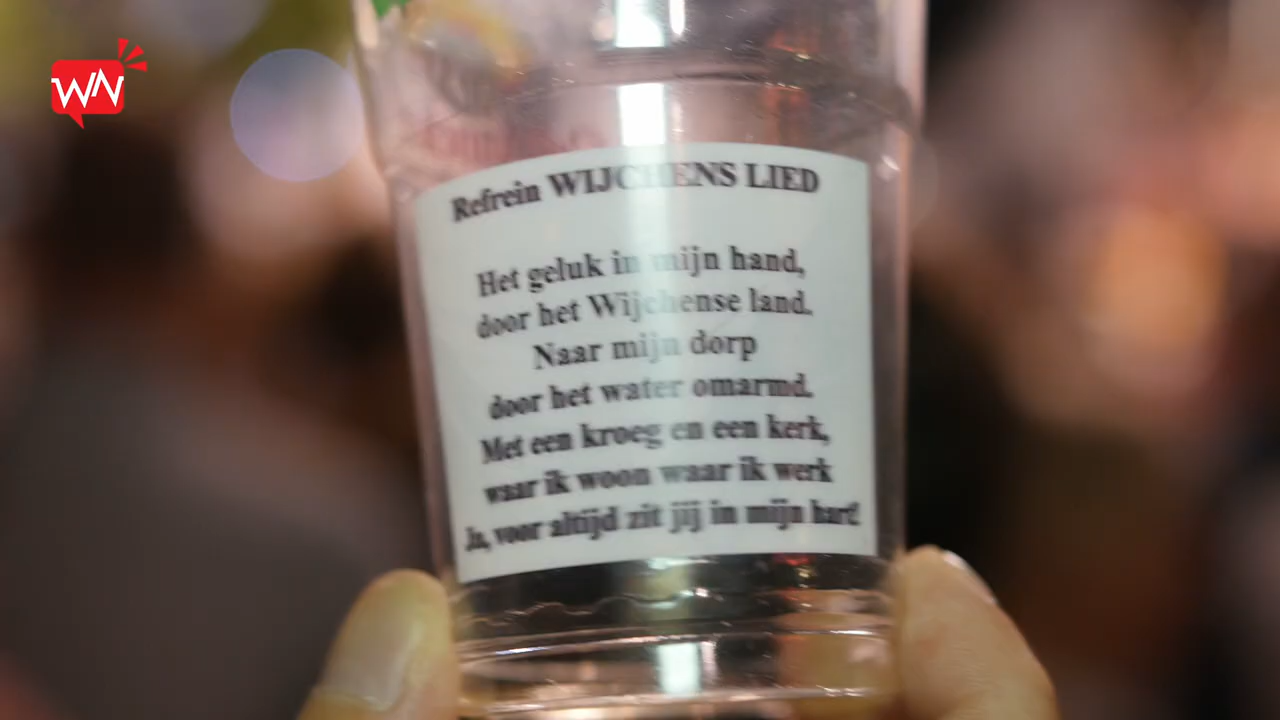 WN
Refrein WIJCHENS LIED
Het geluk in mijn hand,
door het Wijchense land.
Naar mijn dorp
door het water omarmd.
Met een kroeg en een kerk,
waar ik woon waar ik werk
Ja, voor altijd zit jij in mijn hart!